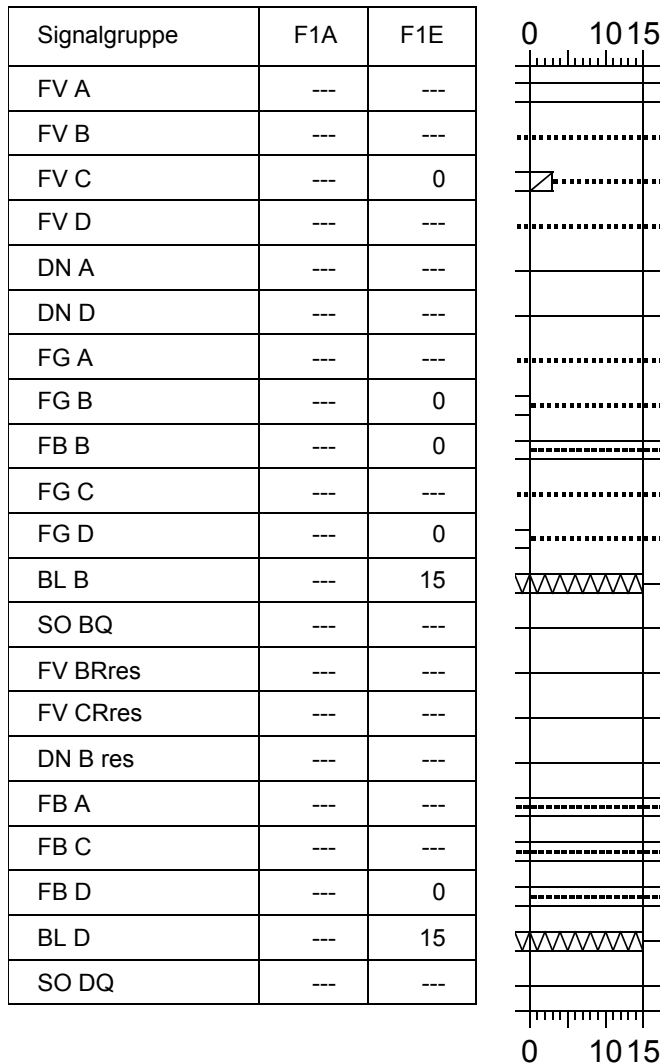 Signalgruppe F1A F1E 0 10 15
FV A --- ---
FV B --- ---
FV C --- 0
FV D --- ---
DN A --- ---
DN D --- ---
FG A --- ---
FG B --- 0
FB B --- 0
FG C --- ---
FG D --- 0
BL B --- 15
SO BQ --- ---
FV BRres --- ---
FV CRres --- ---
DN B res --- ---
FB A --- ---
FB C --- ---
FB D --- 0
BL D --- 15
SO DQ --- ---
0 10 15